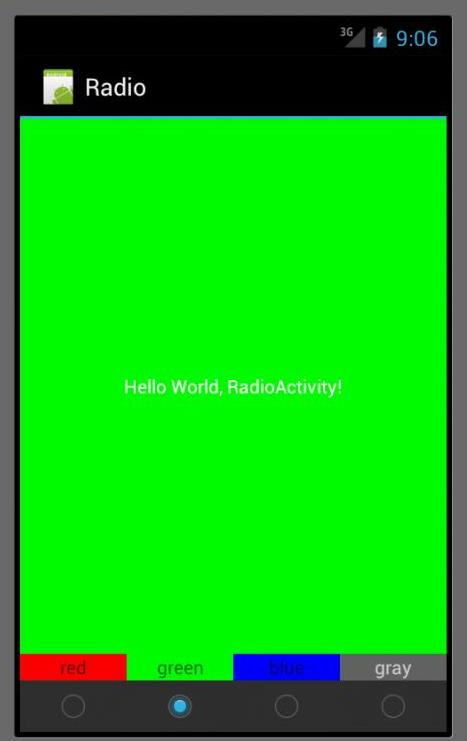 3G 9:06
Radio
Hello World, RadioActivity!
red green blue gray